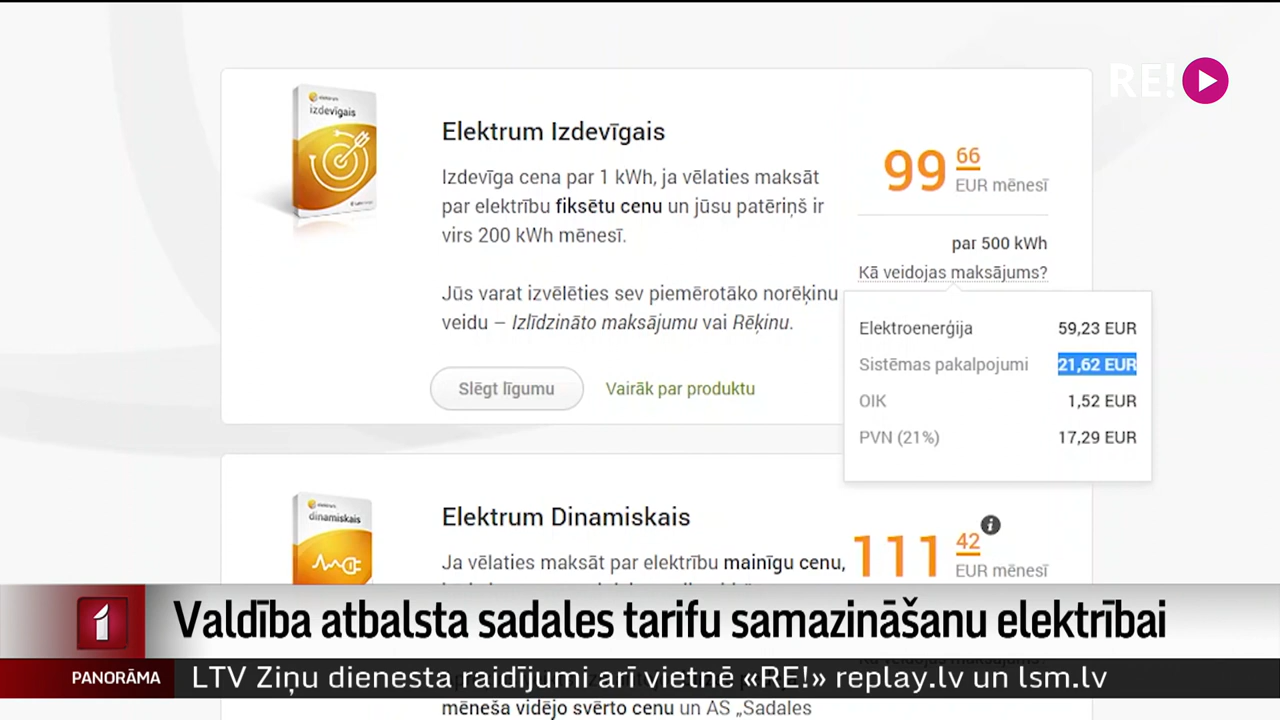 RE!
elektrum
izdevīgais
Elektrum Izdevīgais
Izdevīga cena par 1 kWh, ja vēlaties maksāt
par elektrību fiksētu cenu un jūsu patēriņš ir
virs 200 kWh mēnesī.
Jūs varat izvēlēties sev piemērotāko norēķinu
veidu – Izlīdzināto maksājumu vai Rēķinu.
Slēgt līgumu Vairāk par produktu
99 66
EUR mēnesī
par 500 kWh
Kā veidojas maksājums?
Elektroenerģija 59,23 EUR
Sistēmas pakalpojumi 21,62 EUR
OIK 1,52 EUR
PVN (21%) 17,29 EUR
elektrum
dinamiskais
Elektrum Dinamiskais
Ja vēlaties maksāt par elektrību mainīgu cenu,
111 42
EUR mēnesī
1 Valdība atbalsta sadales tarifu samazināšanu elektrībai
Kā veidojas maksājums?
PANORĀMA LTV Ziņu dienesta raidījumi arī vietnē «RE!» replay.lv un lsm.lv
mēneša vidējo svērto cenu un AS „Sadales